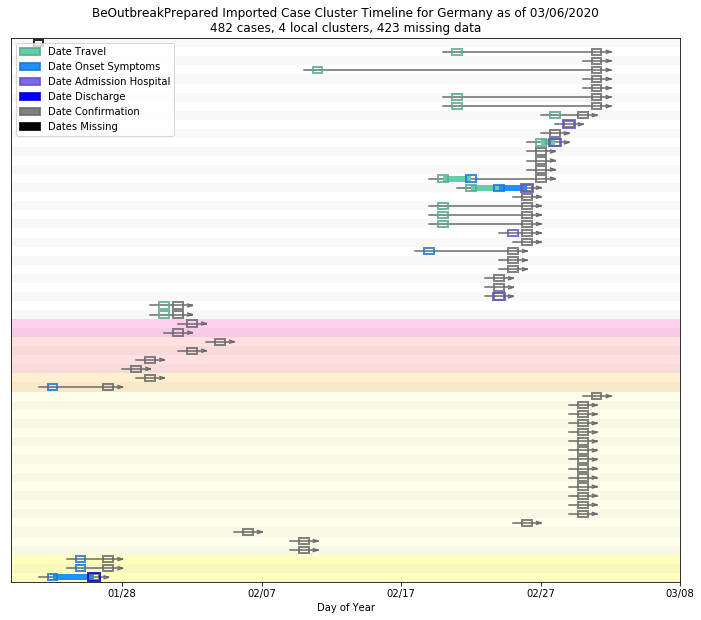 BeOutbreakPrepared Imported Case Cluster Timeline for Germany as of 03/06/2020
482 cases, 4 local clusters, 423 missing data
Date Travel
Date Onset Symptoms
Date Admission Hospital
Date Discharge
Date Confirmation
Dates Missing
01/28
02/07
02/17
02/27
03/08
Day of Year